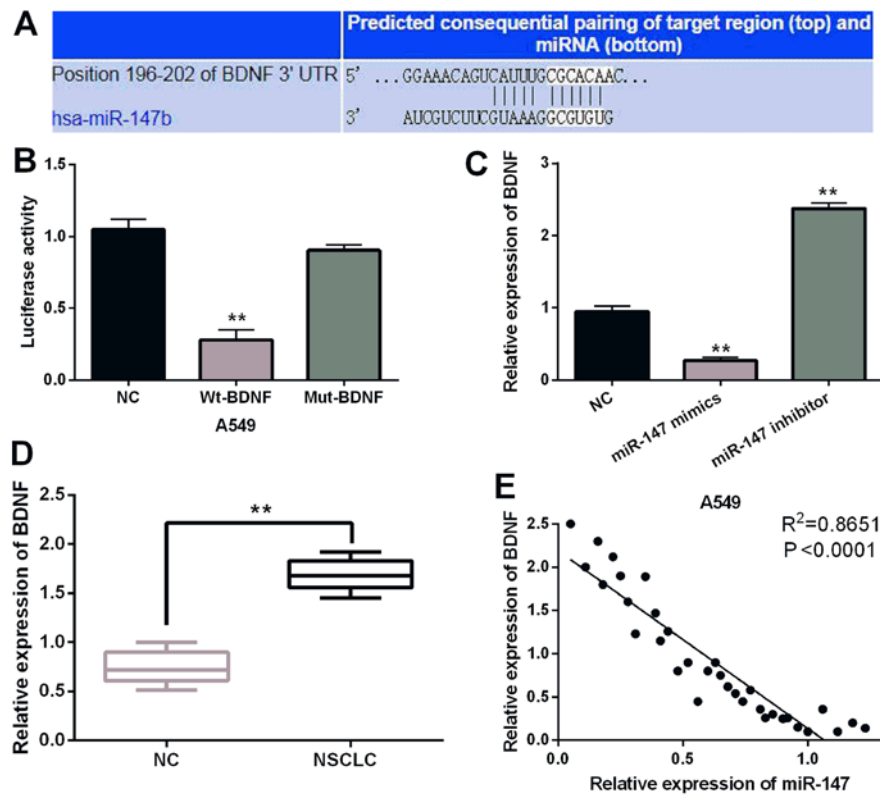 A
Predicted consequential pairing of target region (top) and
miRNA (bottom)
Position 196-202 of BDNF 3' UTR 5' ...GGAAACAGUCAUUUGCGCACAAC...
hsa-miR-147b 3' AUCGUCUUCGUAAAGGCGUGUG
B
Luciferase activity
1.5
1.0
0.5
0.0
**
NC Wt-BDNF Mut-BDNF
A549
C
Relative expression of BDNF
3
2
1
0
**
**
NC
miR-147 mimics
miR-147 inhibitor
A549
D
Relative expression of BDNF
2.5
2.0
1.5
1.0
0.5
0.0
**
NC NSCLC
E
Relative expression of BDNF
2.5
2.0
1.5
1.0
0.5
0.0
R²=0.8651
P<0.0001
0.0 0.5 1.0
Relative expression of miR-147